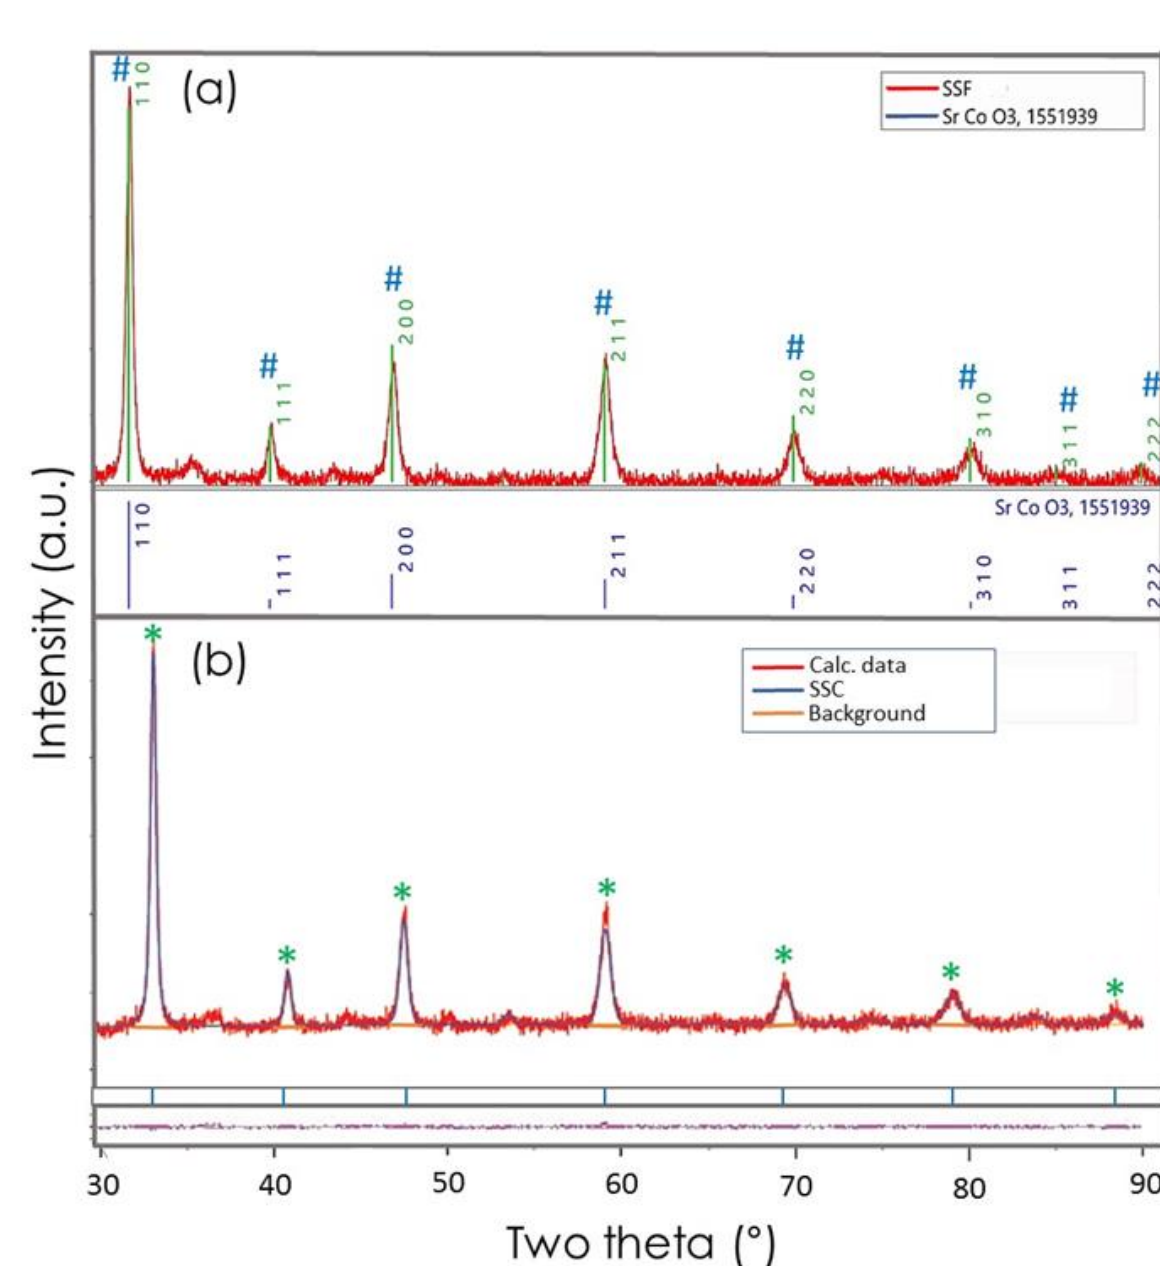 (a)
SSF
Sr Co O3, 1551939
# # # # # # # #
110
111
200
211
220
310
311
222
Sr Co O3, 1551939
110
111
200
211
220
310
311
222
Intensity (a.u.)
(b)
Calc. data
SSC
Background
* * * * * * *
30 40 50 60 70 80 90
Two theta (°)